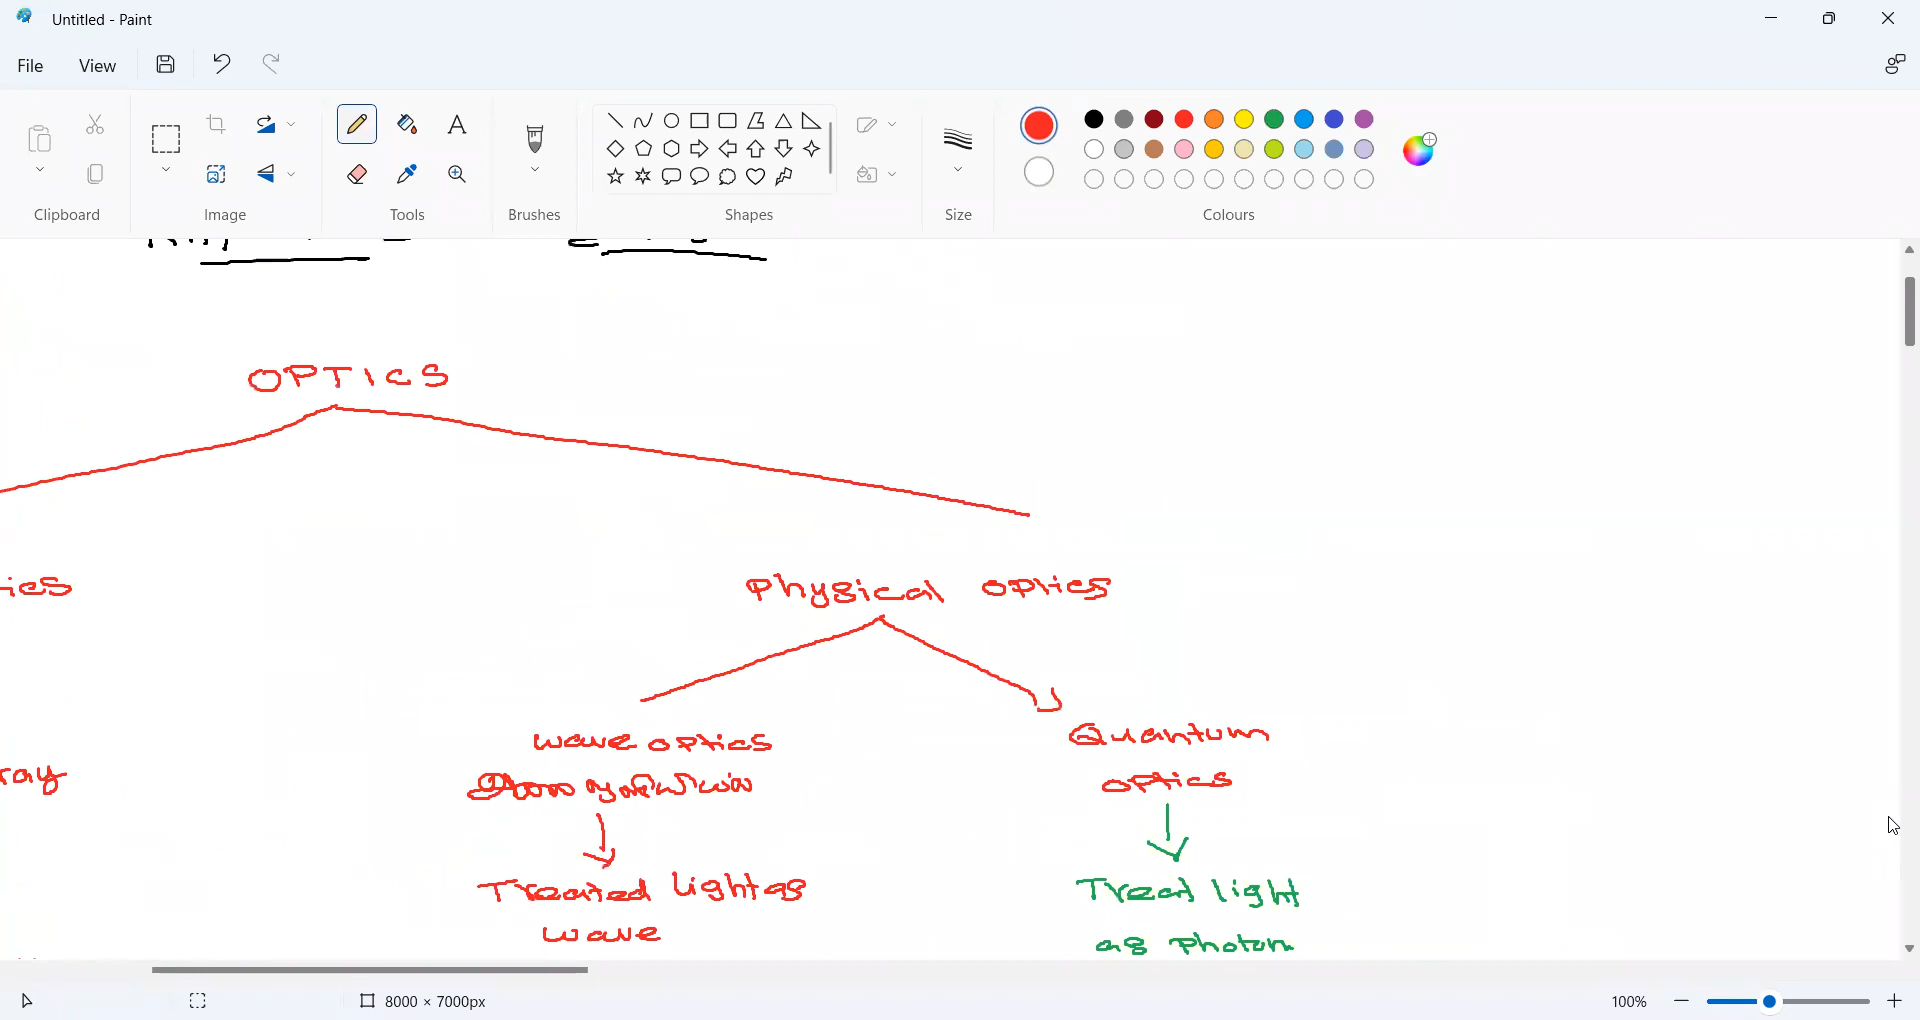 Untitled - Paint
File View
Clipboard Image Tools Brushes Shapes Size Colours
OPTICS
ics Physical optics
wave optics Quantum
optics
ray
Treated light as Treat light
wave as photon
8000 × 7000px 100%